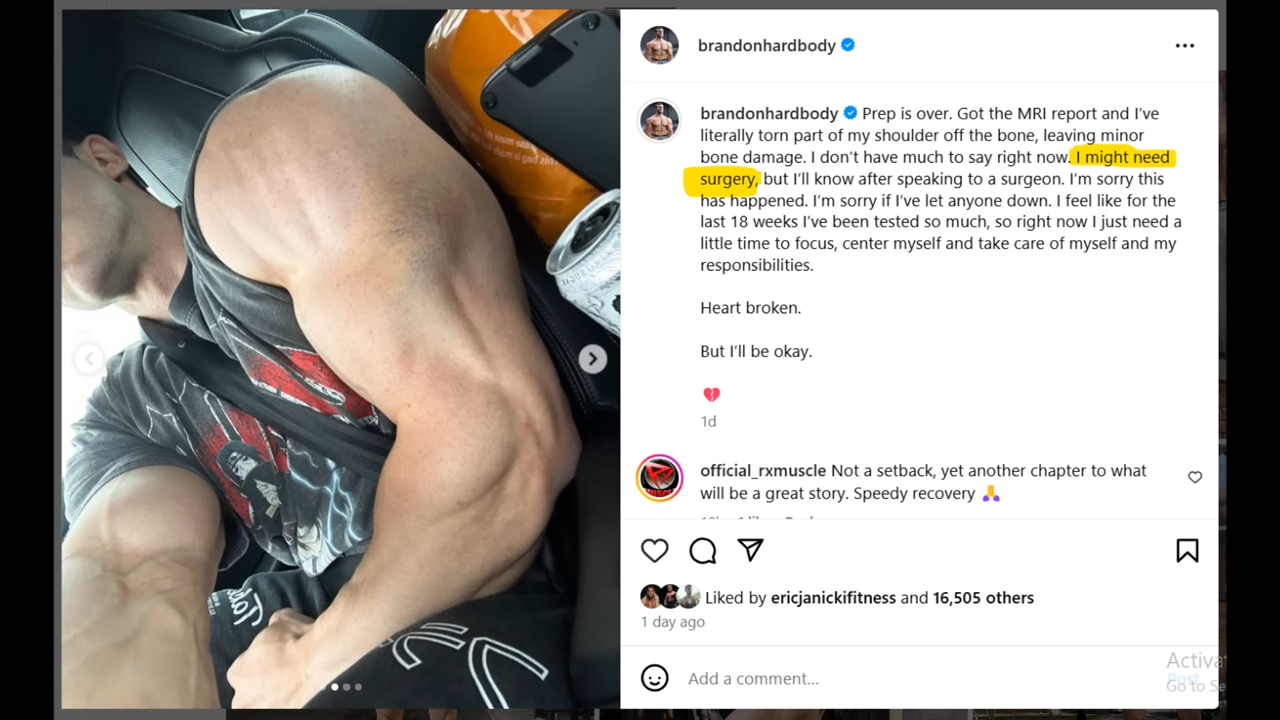 brandonhardbody
brandonhardbody Prep is over. Got the MRI report and I've
literally torn part of my shoulder off the bone, leaving minor
bone damage. I don't have much to say right now. I might need
surgery, but I'll know after speaking to a surgeon. I'm sorry this
has happened. I'm sorry if I've let anyone down. I feel like for the
last 18 weeks I've been tested so much, so right now I just need a
little time to focus, center myself and take care of myself and my
responsibilities.
Heart broken.
But I'll be okay.
💔
1d
official_rxmuscle Not a setback, yet another chapter to what
will be a great story. Speedy recovery 🙏
Liked by ericjanickifitness and 16,505 others
1 day ago
Add a comment...
Post
Activa
Go to Se